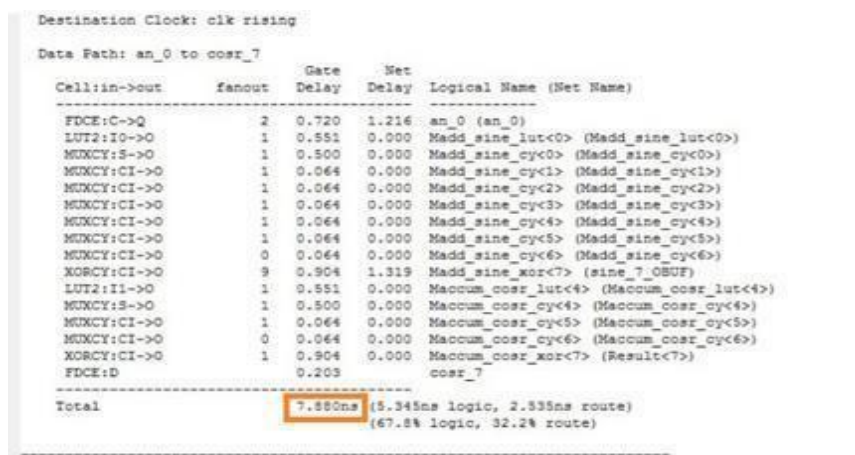 Destination Clock: clk rising
Data Path: an_0 to cosr_7
Gate Net
Cell:in->out fanout Delay Delay Logical Name (Net Name)
---------------------------------------- ------------
FDCE:C->Q 2 0.720 1.216 an_0 (an_0)
LUT2:I0->O 1 0.551 0.000 Madd_sine_lut<0> (Madd_sine_lut<0>)
MUXCY:S->O 1 0.500 0.000 Madd_sine_cy<0> (Madd_sine_cy<0>)
MUXCY:CI->O 1 0.064 0.000 Madd_sine_cy<1> (Madd_sine_cy<1>)
MUXCY:CI->O 1 0.064 0.000 Madd_sine_cy<2> (Madd_sine_cy<2>)
MUXCY:CI->O 1 0.064 0.000 Madd_sine_cy<3> (Madd_sine_cy<3>)
MUXCY:CI->O 1 0.064 0.000 Madd_sine_cy<4> (Madd_sine_cy<4>)
MUXCY:CI->O 1 0.064 0.000 Madd_sine_cy<5> (Madd_sine_cy<5>)
MUXCY:CI->O 0 0.064 0.000 Madd_sine_cy<6> (Madd_sine_cy<6>)
XORCY:CI->O 9 0.904 1.319 Madd_sine_xor<7> (sine_7_OBUF)
LUT2:I1->O 1 0.551 0.000 Maccum_cosr_lut<4> (Maccum_cosr_lut<4>)
MUXCY:S->O 1 0.500 0.000 Maccum_cosr_cy<4> (Maccum_cosr_cy<4>)
MUXCY:CI->O 1 0.064 0.000 Maccum_cosr_cy<5> (Maccum_cosr_cy<5>)
MUXCY:CI->O 0 0.064 0.000 Maccum_cosr_cy<6> (Maccum_cosr_cy<6>)
XORCY:CI->O 1 0.904 0.000 Maccum_cosr_xor<7> (Result<7>)
FDCE:D 0.203 cosr_7
----------------------------------------
Total 7.880ns (5.345ns logic, 2.535ns route)
(67.8% logic, 32.2% route)